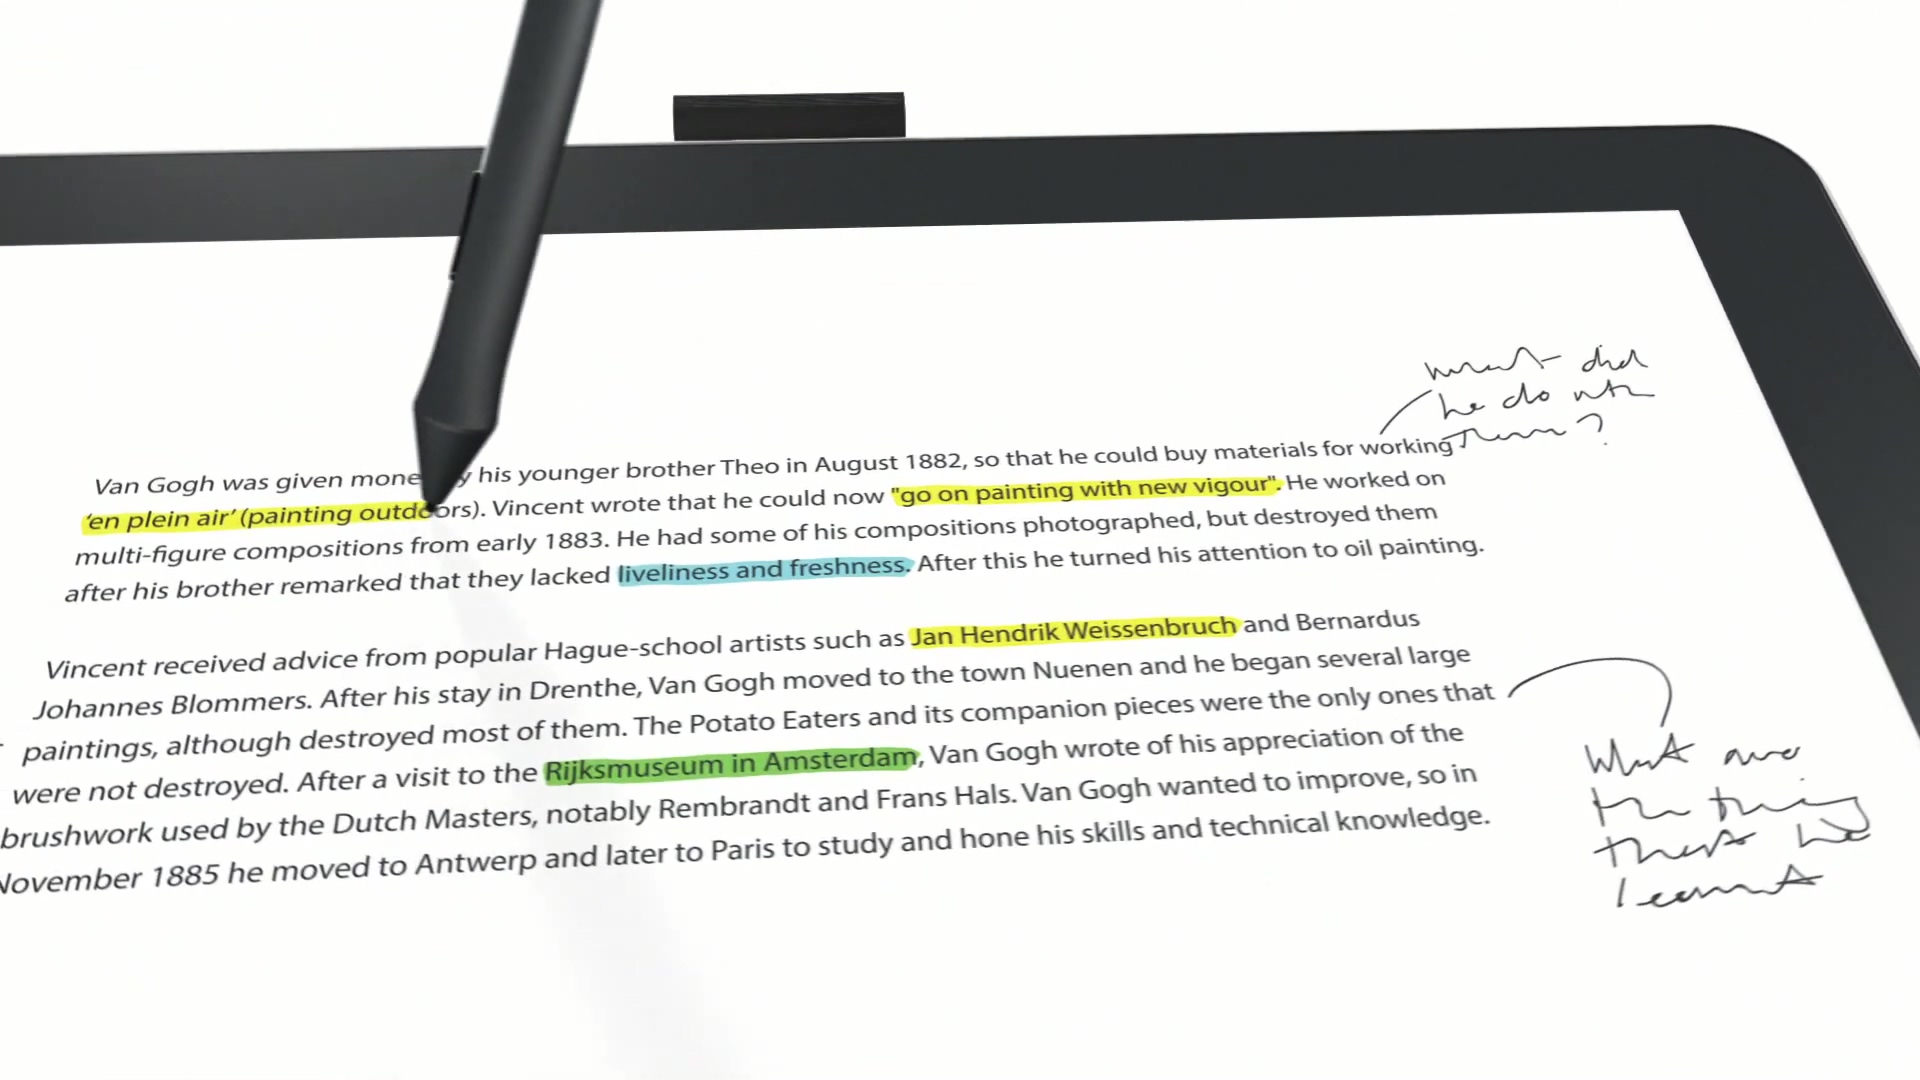 what did
he do with
them?
Van Gogh was given money by his younger brother Theo in August 1882, so that he could buy materials for working
'en plein air' (painting outdoors). Vincent wrote that he could now "go on painting with new vigour". He worked on
multi-figure compositions from early 1883. He had some of his compositions photographed, but destroyed them
after his brother remarked that they lacked liveliness and freshness. After this he turned his attention to oil painting.
Vincent received advice from popular Hague-school artists such as Jan Hendrik Weissenbruch and Bernardus
Johannes Blommers. After his stay in Drenthe, Van Gogh moved to the town Nuenen and he began several large
paintings, although destroyed most of them. The Potato Eaters and its companion pieces were the only ones that
were not destroyed. After a visit to the Rijksmuseum in Amsterdam, Van Gogh wrote of his appreciation of the
brushwork used by the Dutch Masters, notably Rembrandt and Frans Hals. Van Gogh wanted to improve, so in
November 1885 he moved to Antwerp and later to Paris to study and hone his skills and technical knowledge.
What are
the things
that he
learnt